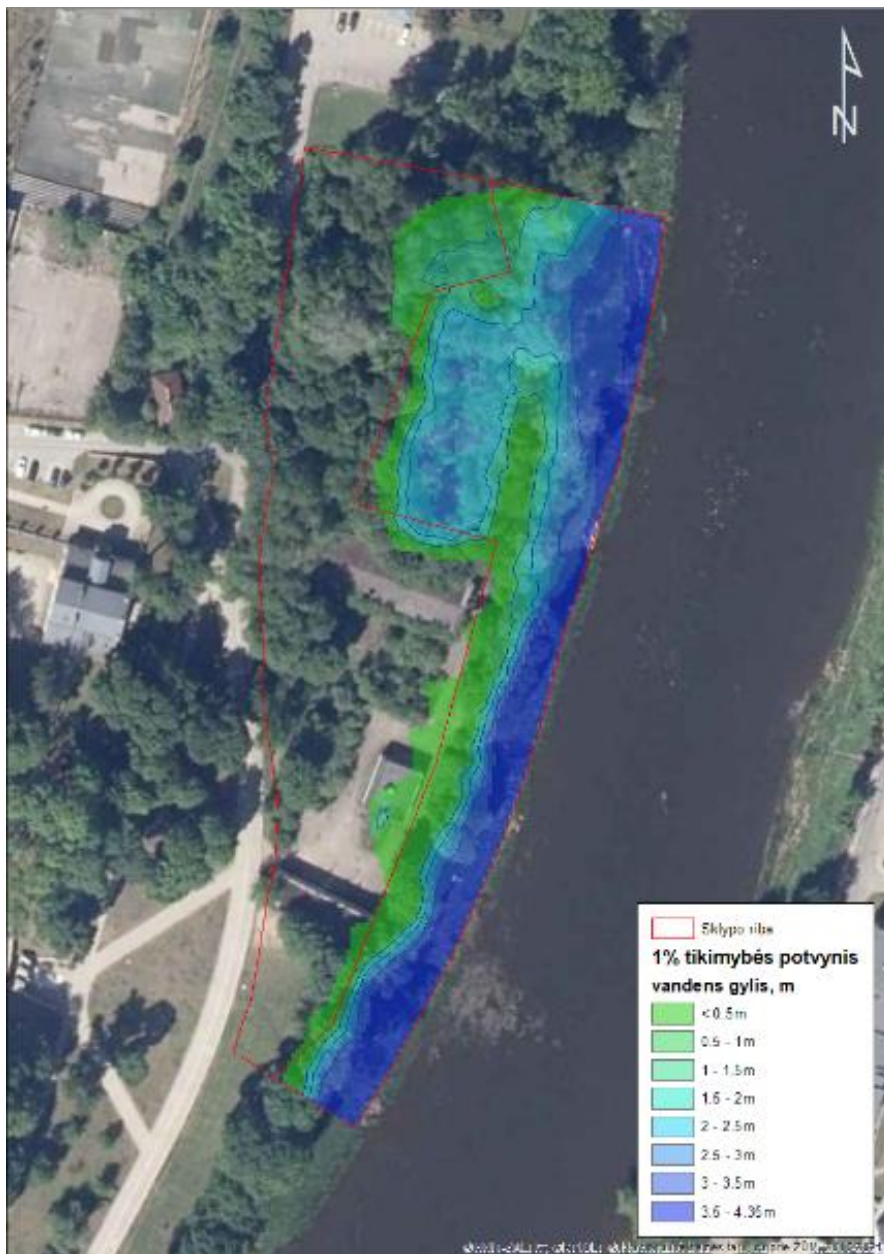 N
Sklypo riba
1% tikimybės potvynis
vandens gylis, m
<0.5m
0.5 - 1m
1 - 1.5m
1.5 - 2m
2 - 2.5m
2.5 - 3m
3 - 3.5m
3.5 - 4.35m